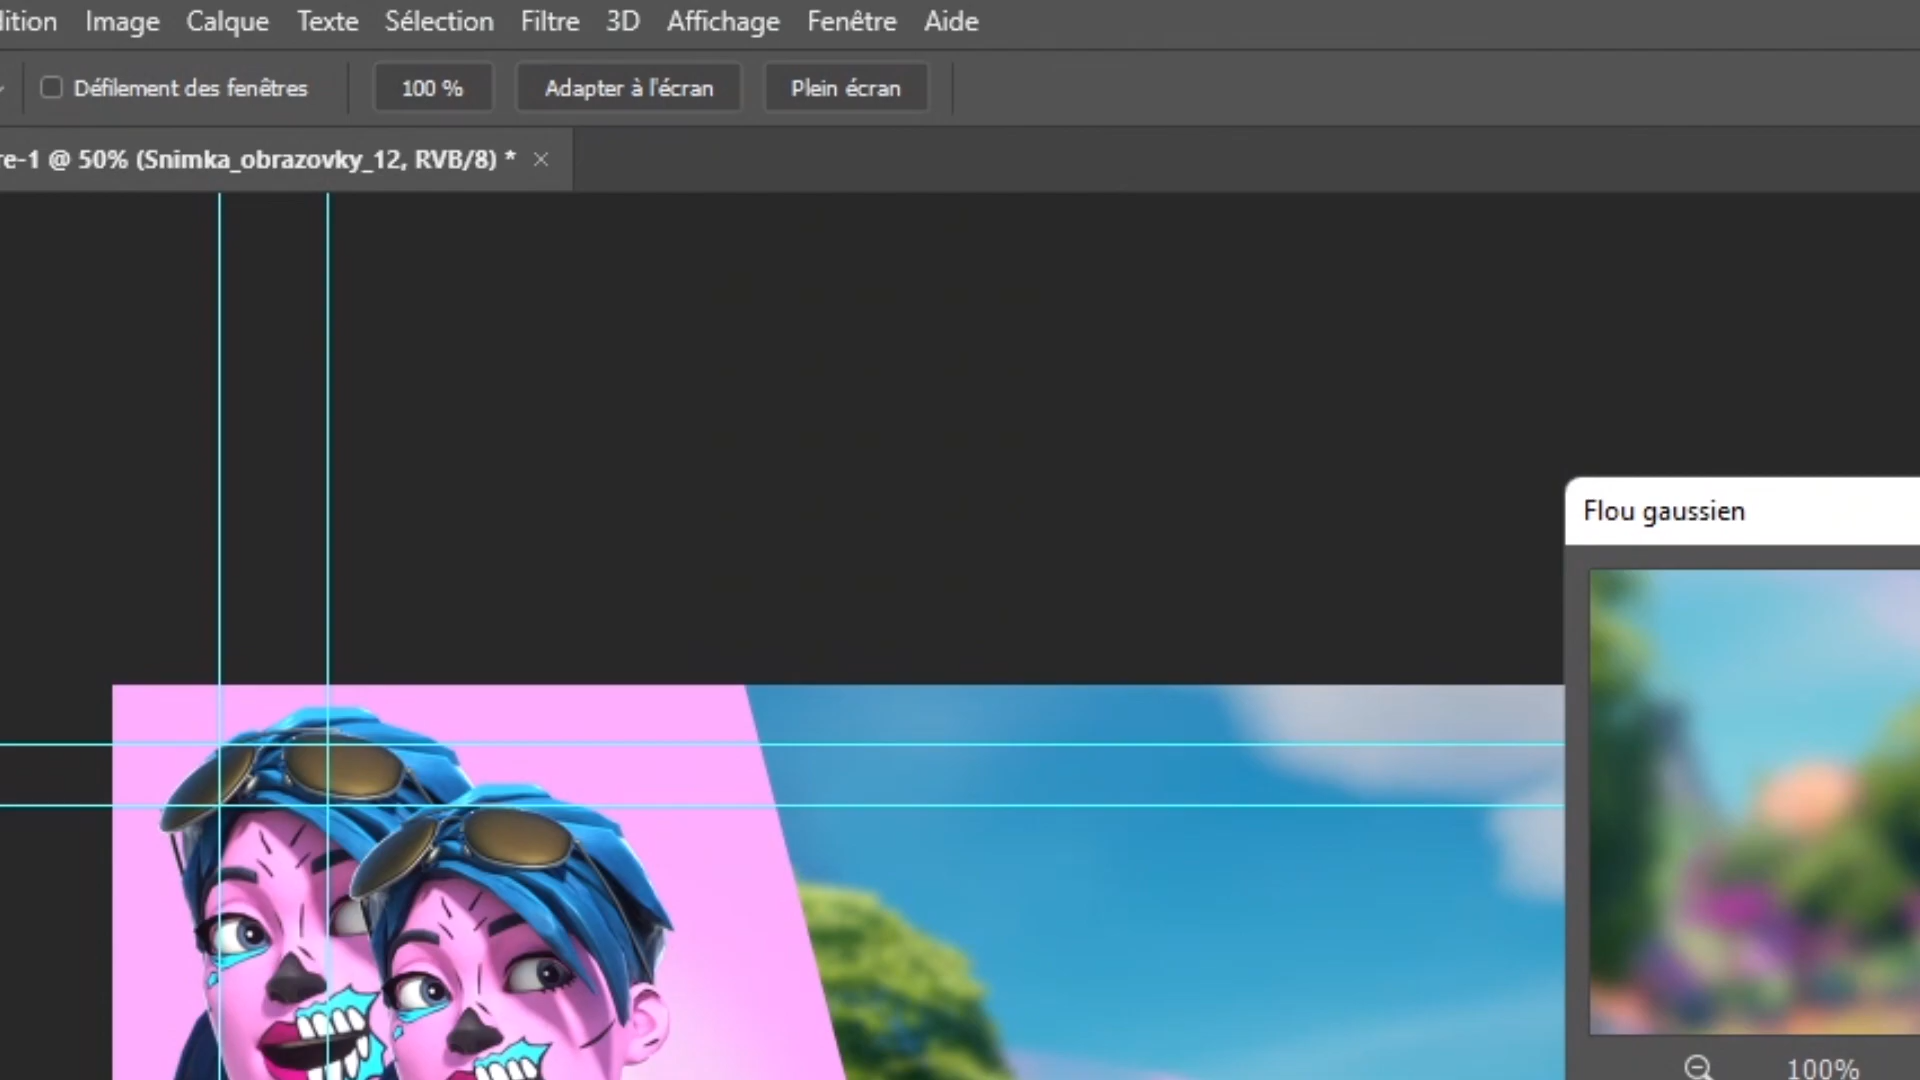 dition Image Calque Texte Sélection Filtre 3D Affichage Fenêtre Aide
Défilement des fenêtres 100 % Adapter à l'écran Plein écran
re-1 @ 50% (Snimka_obrazovky_12, RVB/8) * ×
Flou gaussien
100%